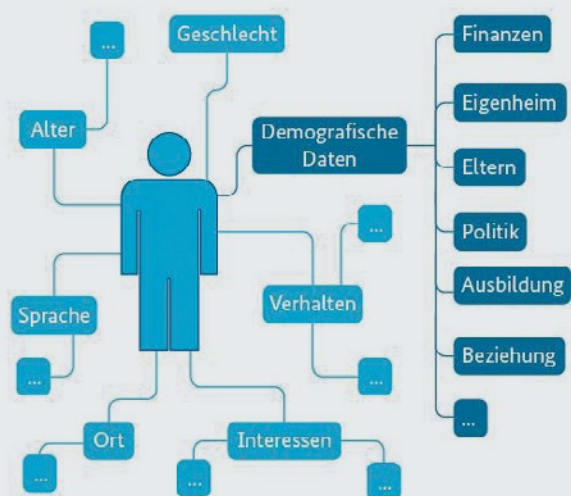 ...
Geschlecht
Alter
Demografische
Daten
Finanzen
Eigenheim
Eltern
Politik
Ausbildung
Beziehung
...
...
Verhalten
...
Sprache
...
Ort
...
Interessen
...
...